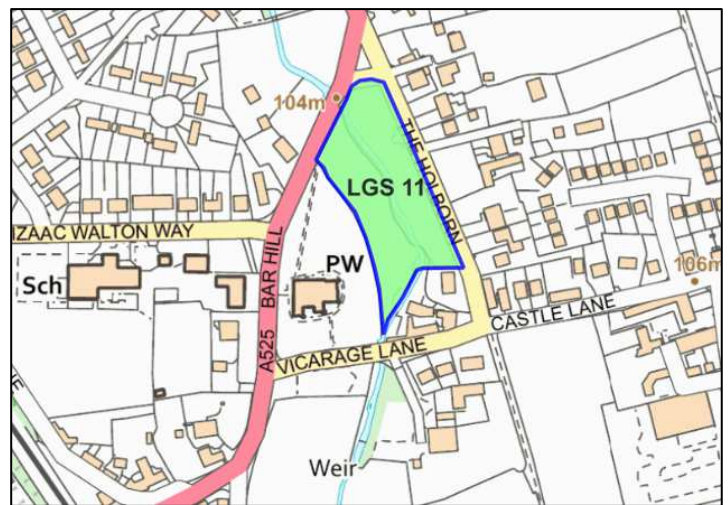 104m
THE HOLBORN
LGS 11
IZAAC WALTON WAY
PW
Sch
A525 BAR HILL
106m
CASTLE LANE
VICARAGE LANE
Weir